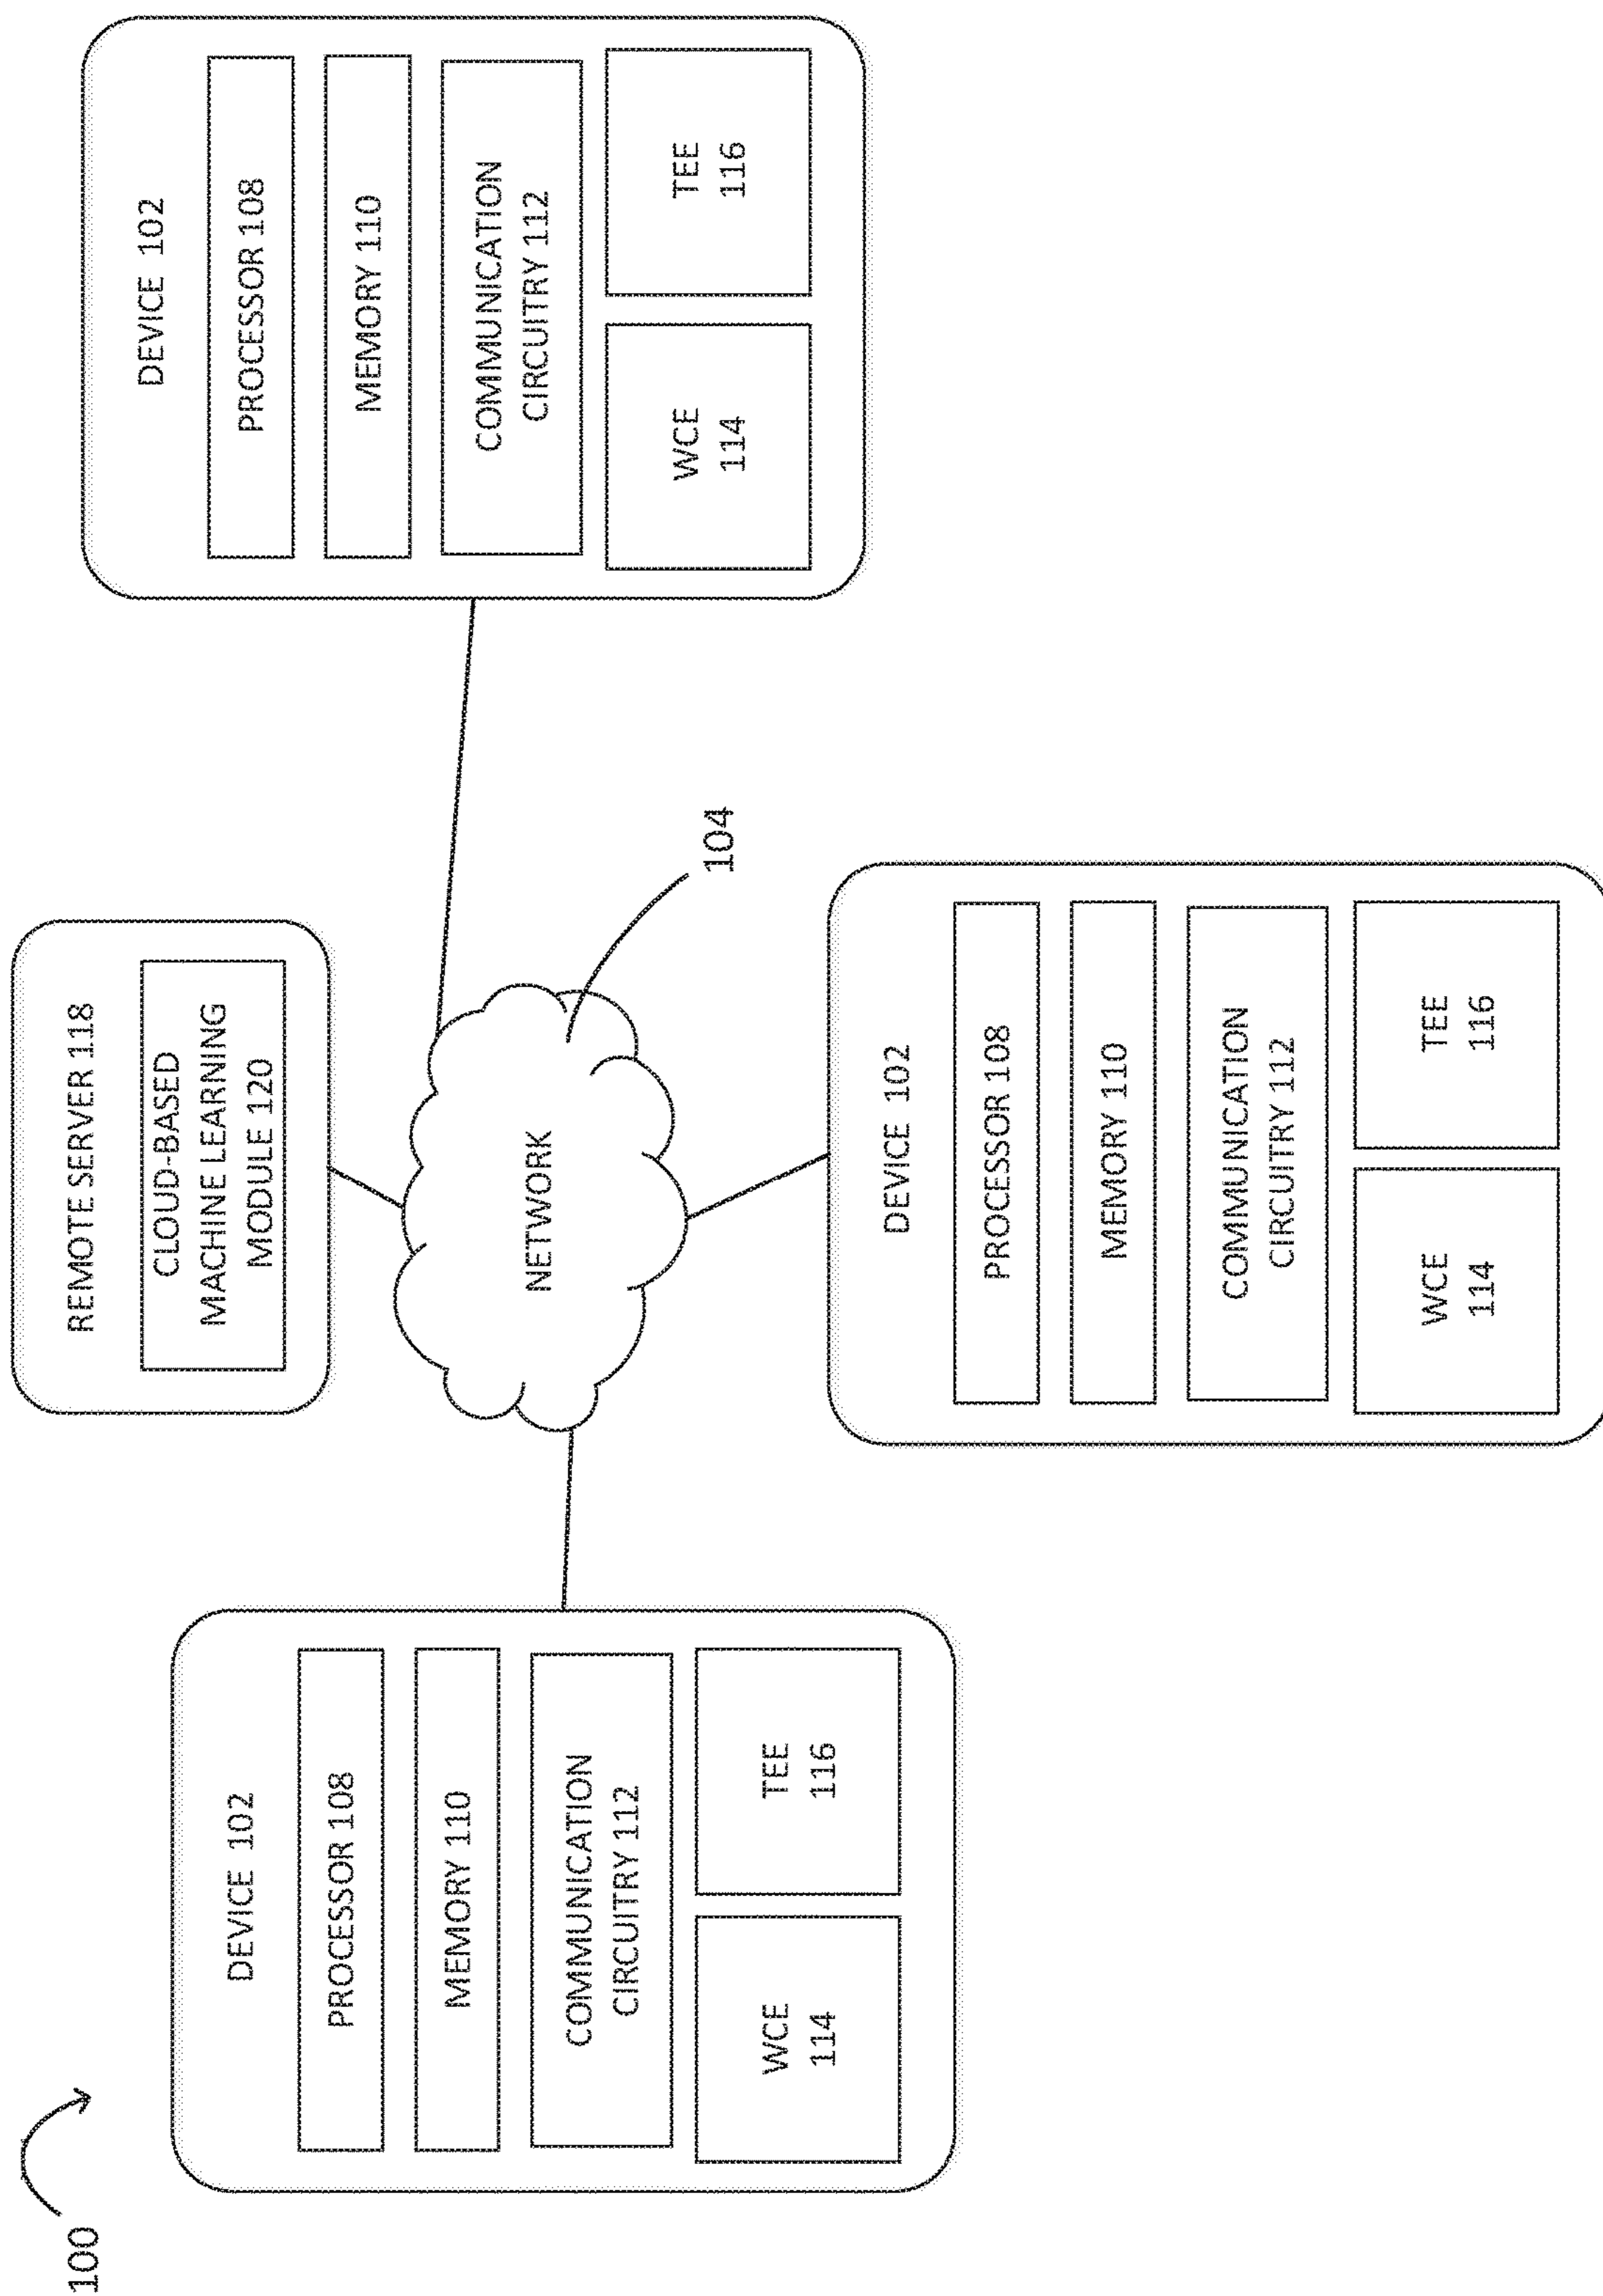 100
REMOTE SERVER 118
CLOUD-BASED
MACHINE LEARNING
MODULE 120
DEVICE 102
PROCESSOR 108
MEMORY 110
COMMUNICATION
CIRCUITRY 112
WCE
114
TEE
116
NETWORK
104
DEVICE 102
PROCESSOR 108
MEMORY 110
COMMUNICATION
CIRCUITRY 112
WCE
114
TEE
116
DEVICE 102
PROCESSOR 108
MEMORY 110
COMMUNICATION
CIRCUITRY 112
WCE
114
TEE
116